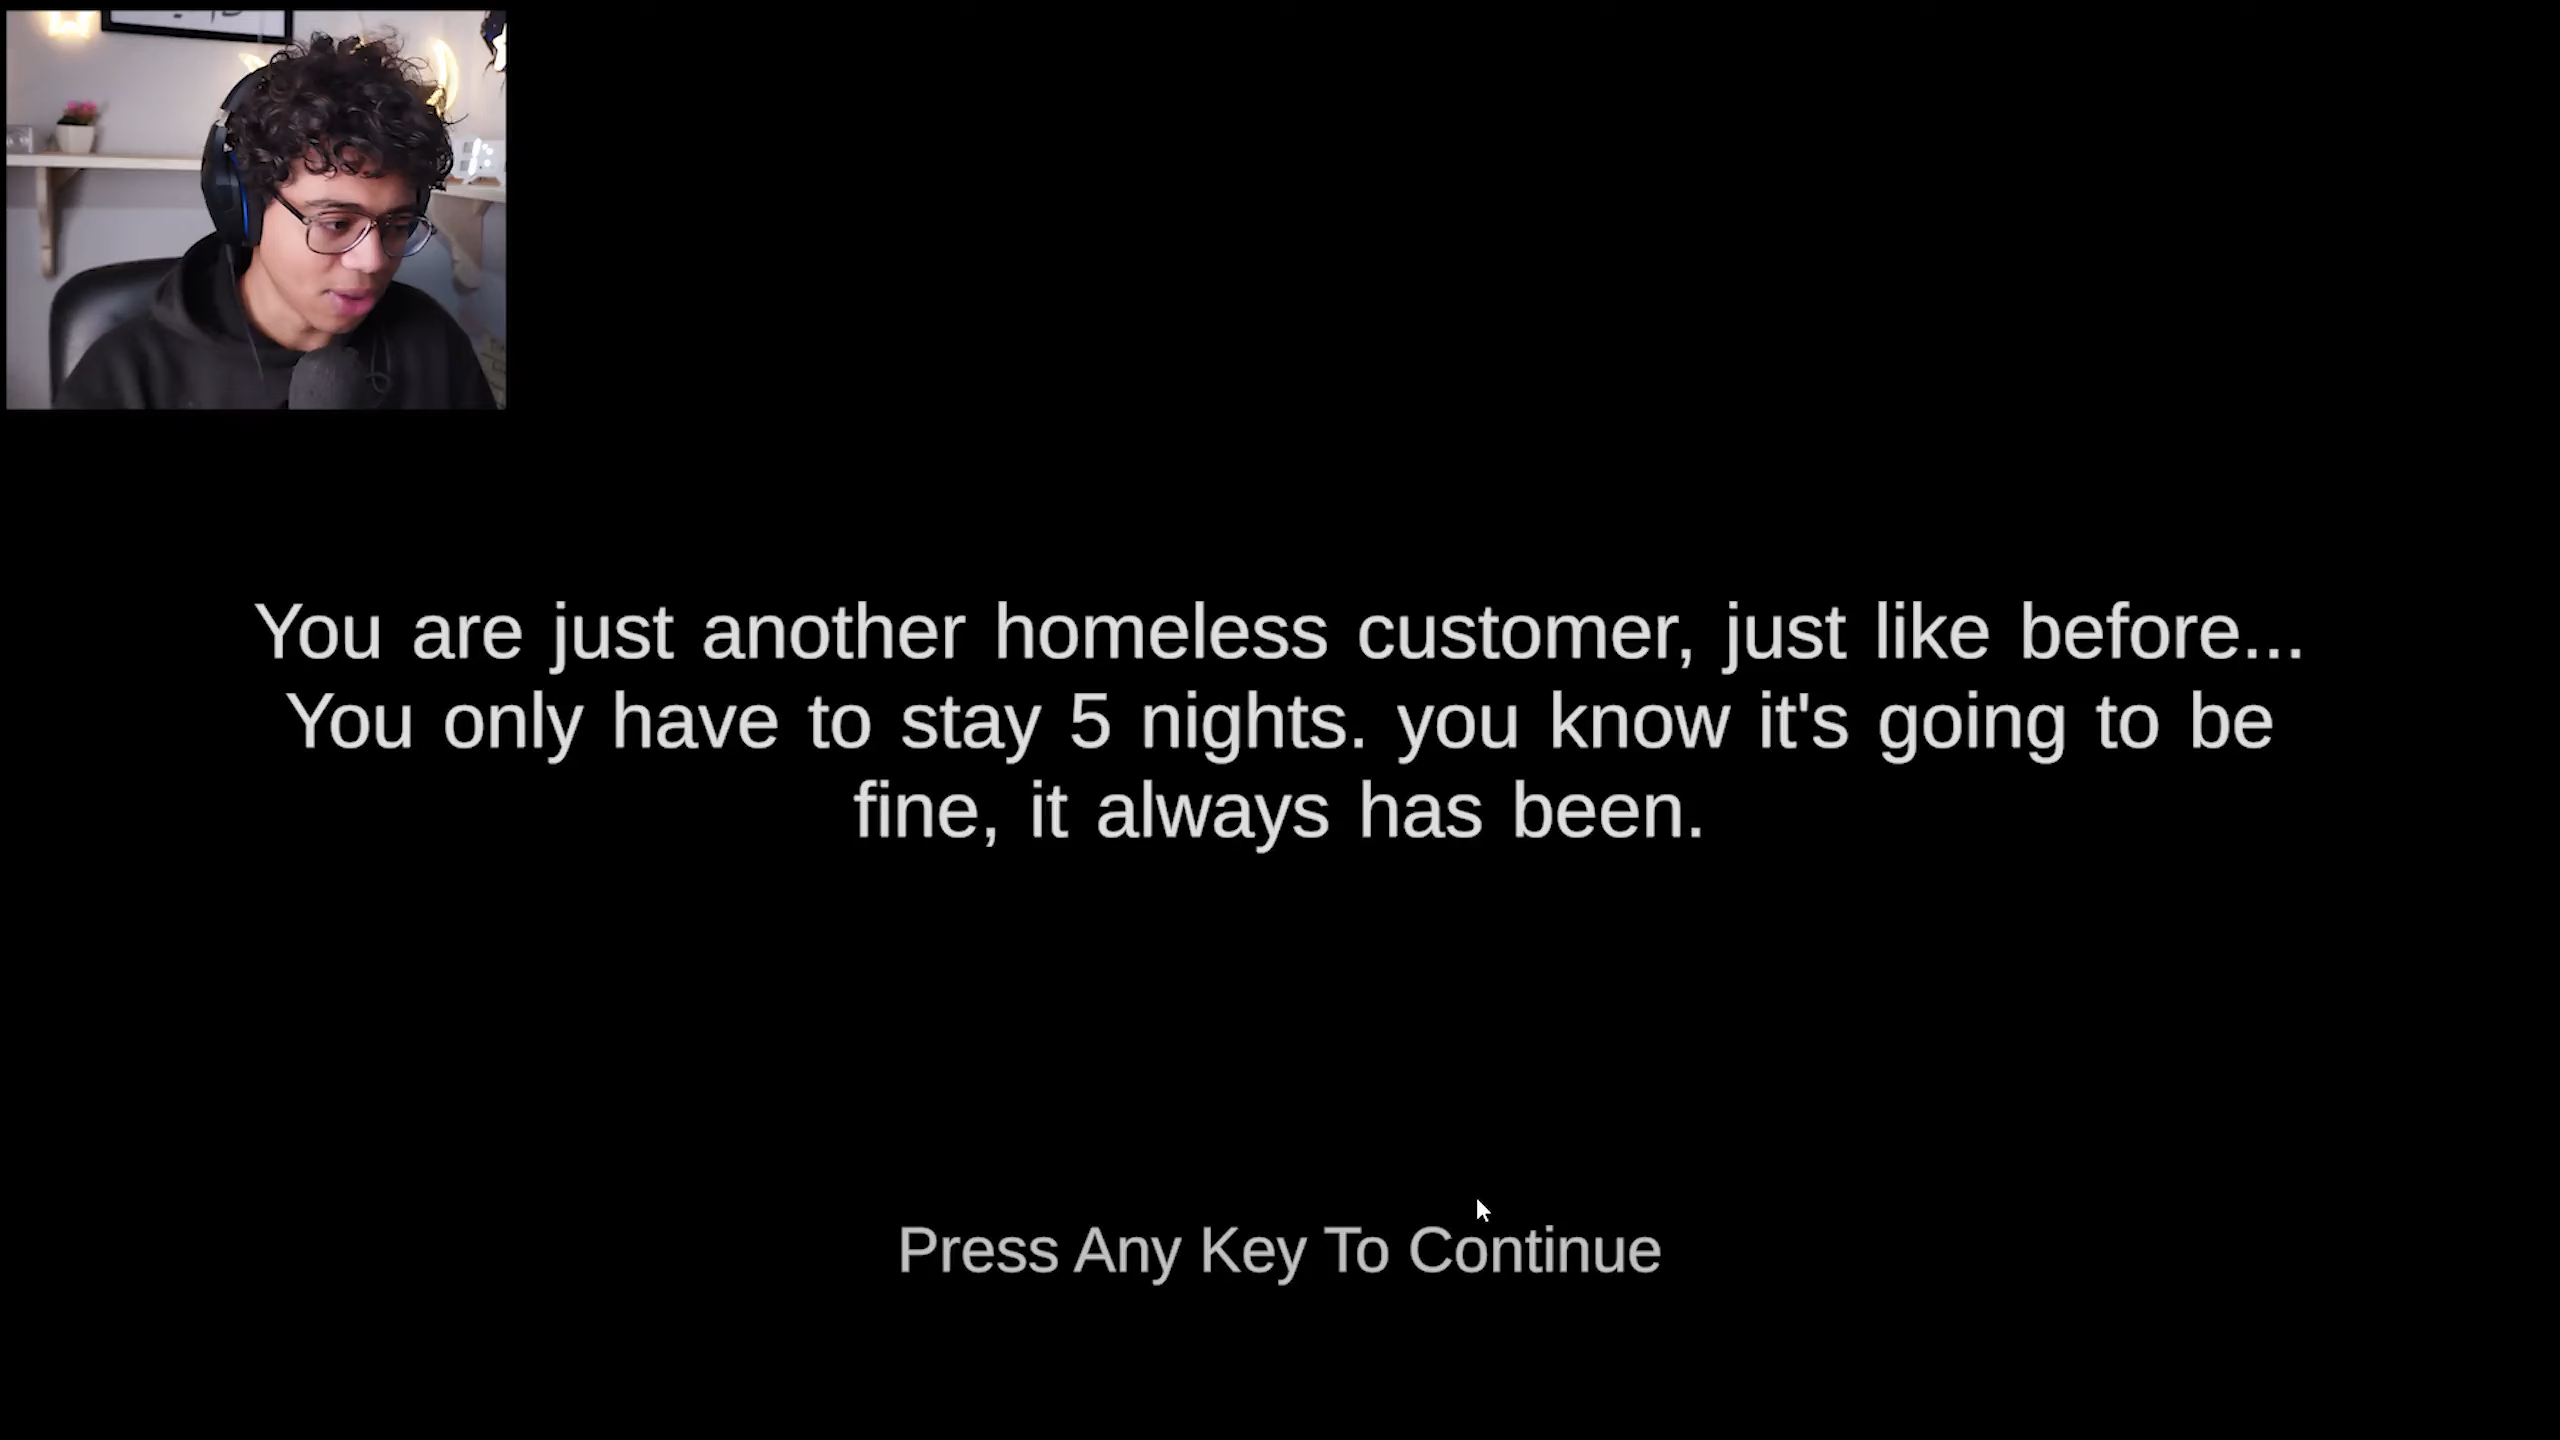 You are just another homeless customer, just like before...
You only have to stay 5 nights. you know it's going to be
fine, it always has been.
Press Any Key To Continue